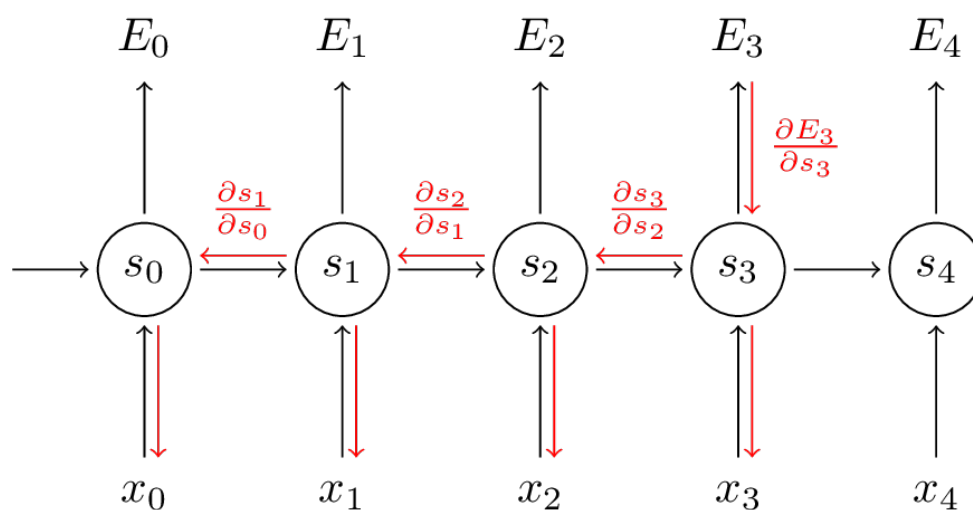 E₀ E₁ E₂ E₃ E₄
∂E₃/∂s₃
∂s₁/∂s₀ ∂s₂/∂s₁ ∂s₃/∂s₂
s₀ s₁ s₂ s₃ s₄
x₀ x₁ x₂ x₃ x₄